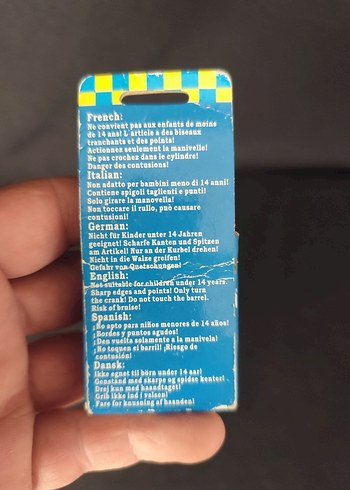 French:
Ne convient pas aux enfants de meins
de 14 ans! L'article a des biseaux
tranchants et des points!
Actionnez seulement la manivelle!
Ne pas crochez dans le cylindre!
Danger des contusions!
Italian:
Non adatto per bambini meno di 14 anni!
Contiene spigoli taglienti e punti!
Solo girare la manovella!
Non toccare il rullo, può causare
contusioni!
German:
Nicht für Kinder unter 14 Jahren
geeignet! Scharfe Kanten und Spitzen
am Artikel! Nur an der Kurbel drehen!
Nicht in die Walze greifen!
Gefahr von Quetschungen!
English:
Not suitable for children under 14 years.
Sharp edges and points! Only turn
the crank! Do not touch the barrel.
Risk of bruise!
Spanish:
¡No apto para niños menores de 14 años!
¡Bordes y puntos agudos!
¡Den vuelta solamente a la manivela!
¡No toquen el barril! ¡Riesgo de
contusión!
Dansk:
Ikke egnet til börn under 14 aar!
Genstand med skarpe og spidse kenter!
Drej kun med haandtaget!
Grib ikke ind i valsen!
Fare for knusning af haanden!